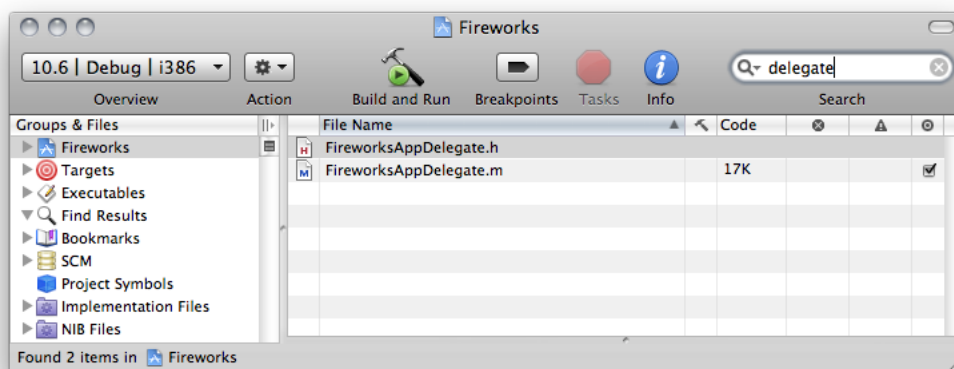 Fireworks
10.6 | Debug | i386
delegate
Overview Action Build and Run Breakpoints Tasks Info Search
Groups & Files File Name Code
Fireworks FireworksAppDelegate.h
Targets FireworksAppDelegate.m 17K
Executables
Find Results
Bookmarks
SCM
Project Symbols
Implementation Files
NIB Files
Found 2 items in Fireworks